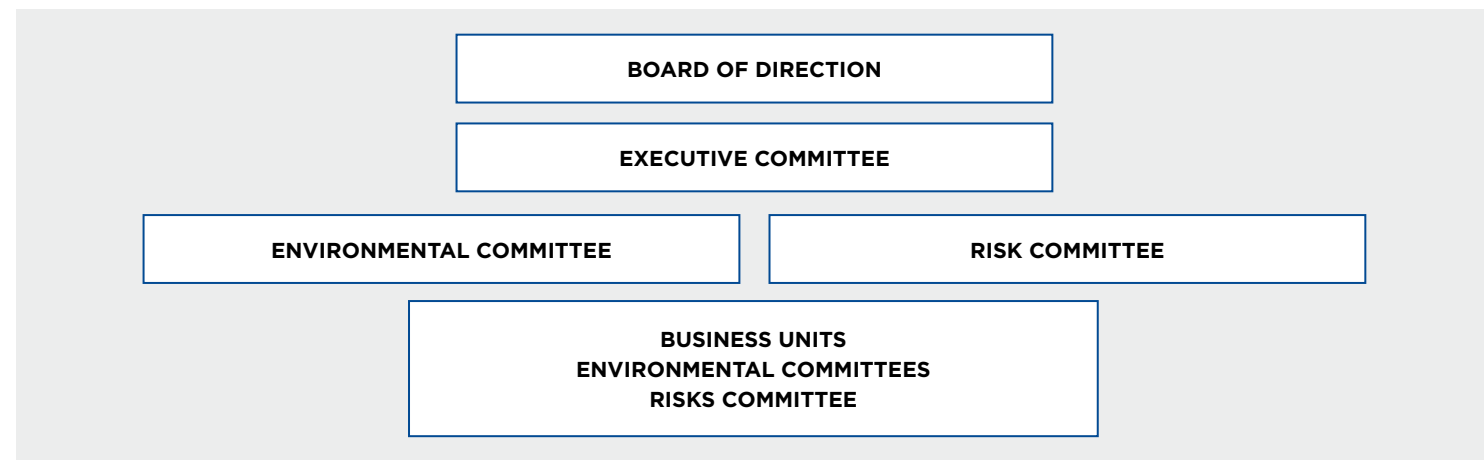 BOARD OF DIRECTION
EXECUTIVE COMMITTEE
ENVIRONMENTAL COMMITTEE
RISK COMMITTEE
BUSINESS UNITS
ENVIRONMENTAL COMMITTEES
RISKS COMMITTEE